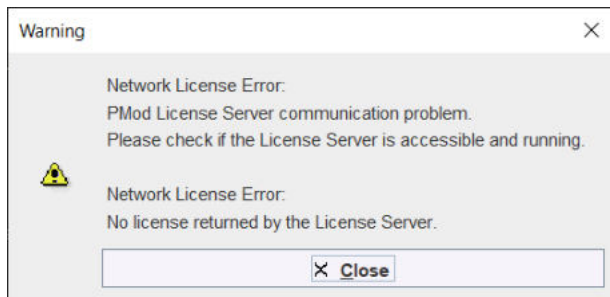 Warning
Network License Error:
PMod License Server communication problem.
Please check if the License Server is accessible and running.
Network License Error:
No license returned by the License Server.
Close